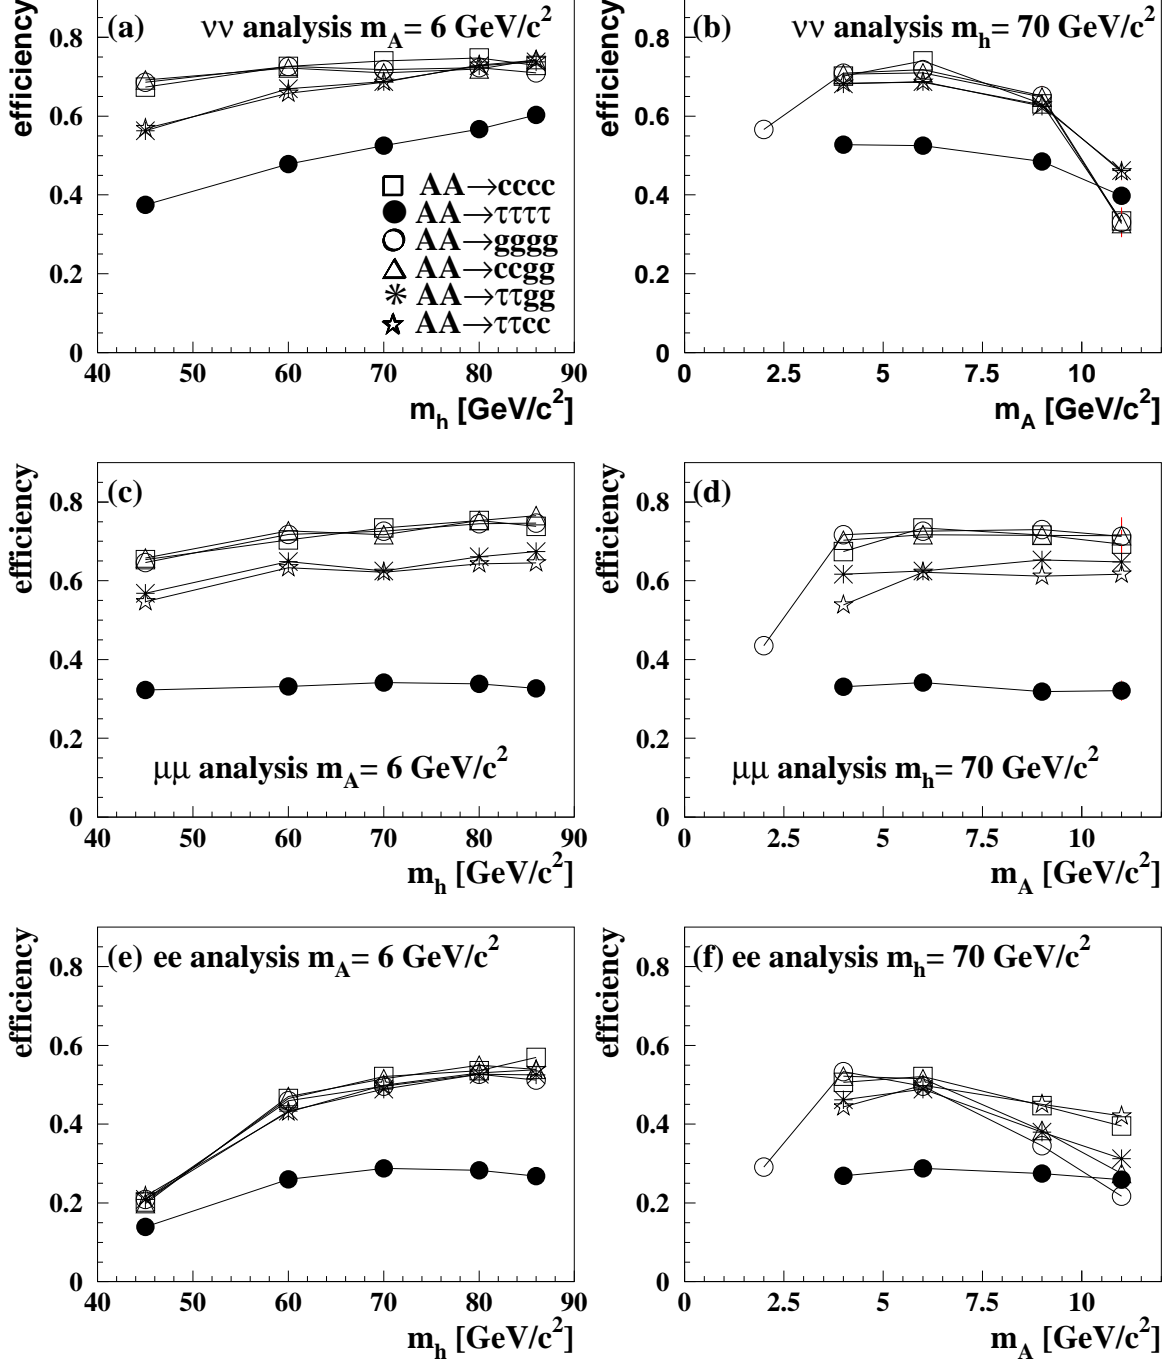 efficiency
(a) νν analysis m_A= 6 GeV/c²
0.8
0.6
0.4
0.2
0
AA→cccc
AA→ττττ
AA→gggg
AA→ccgg
AA→ττgg
AA→ττcc
40 50 60 70 80 90
m_h [GeV/c²]
efficiency
(b) νν analysis m_h= 70 GeV/c²
0.8
0.6
0.4
0.2
0
0 2.5 5 7.5 10
m_A [GeV/c²]
efficiency
(c)
0.8
0.6
0.4
0.2
0
μμ analysis m_A= 6 GeV/c²
40 50 60 70 80 90
m_h [GeV/c²]
efficiency
(d)
0.8
0.6
0.4
0.2
0
μμ analysis m_h= 70 GeV/c²
0 2.5 5 7.5 10
m_A [GeV/c²]
efficiency
(e) ee analysis m_A= 6 GeV/c²
0.8
0.6
0.4
0.2
0
40 50 60 70 80 90
m_h [GeV/c²]
efficiency
(f) ee analysis m_h= 70 GeV/c²
0.8
0.6
0.4
0.2
0
0 2.5 5 7.5 10
m_A [GeV/c²]